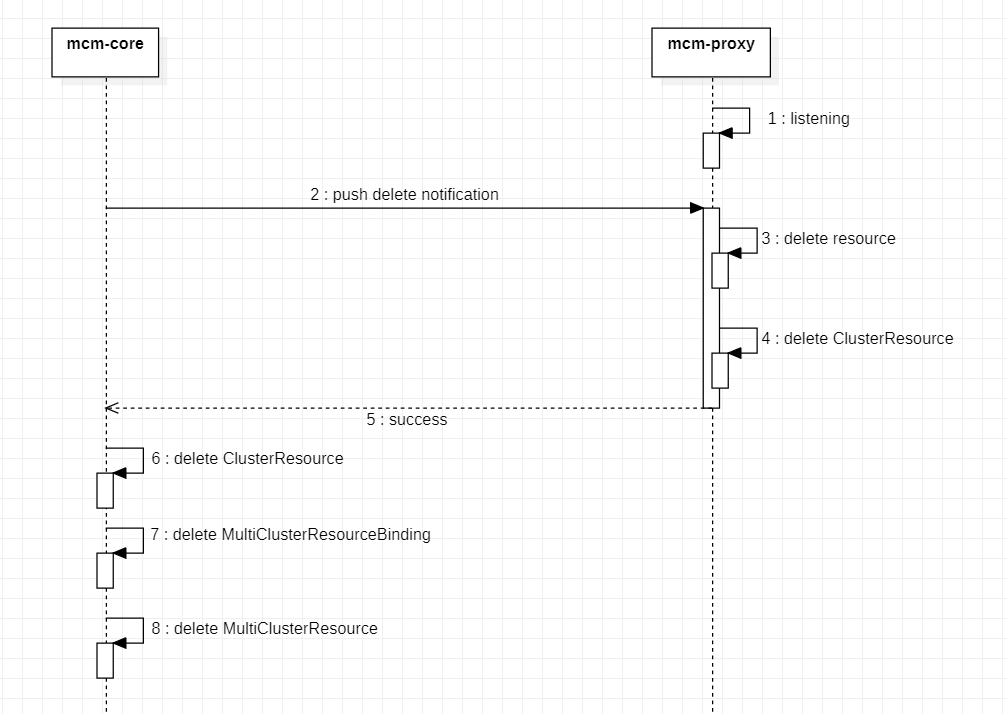 mcm-core
mcm-proxy
1 : listening
2 : push delete notification
3 : delete resource
4 : delete ClusterResource
5 : success
6 : delete ClusterResource
7 : delete MultiClusterResourceBinding
8 : delete MultiClusterResource